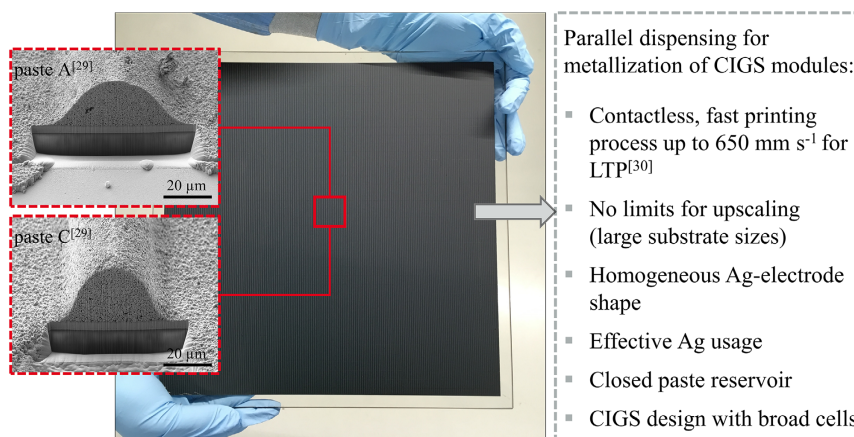 paste A[29]
20 µm
paste C[29]
20 µm
Parallel dispensing for
metallization of CIGS modules:
▪ Contactless, fast printing
process up to 650 mm s-1 for
LTP[30]
▪ No limits for upscaling
(large substrate sizes)
▪ Homogeneous Ag-electrode
shape
▪ Effective Ag usage
▪ Closed paste reservoir
▪ CIGS design with broad cells